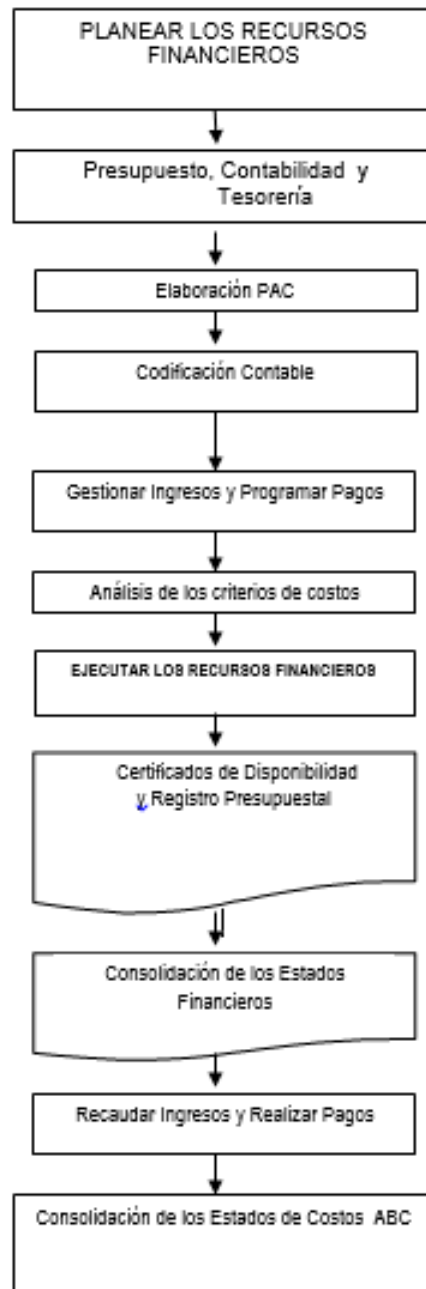 PLANEAR LOS RECURSOS
FINANCIEROS
Presupuesto, Contabilidad y
Tesorería
Elaboración PAC
Codificación Contable
Gestionar Ingresos y Programar Pagos
Análisis de los criterios de costos
EJECUTAR LOS RECURSOS FINANCIEROS
Certificados de Disponibilidad
y Registro Presupuestal
Consolidación de los Estados
Financieros
Recaudar Ingresos y Realizar Pagos
Consolidación de los Estados de Costos ABC